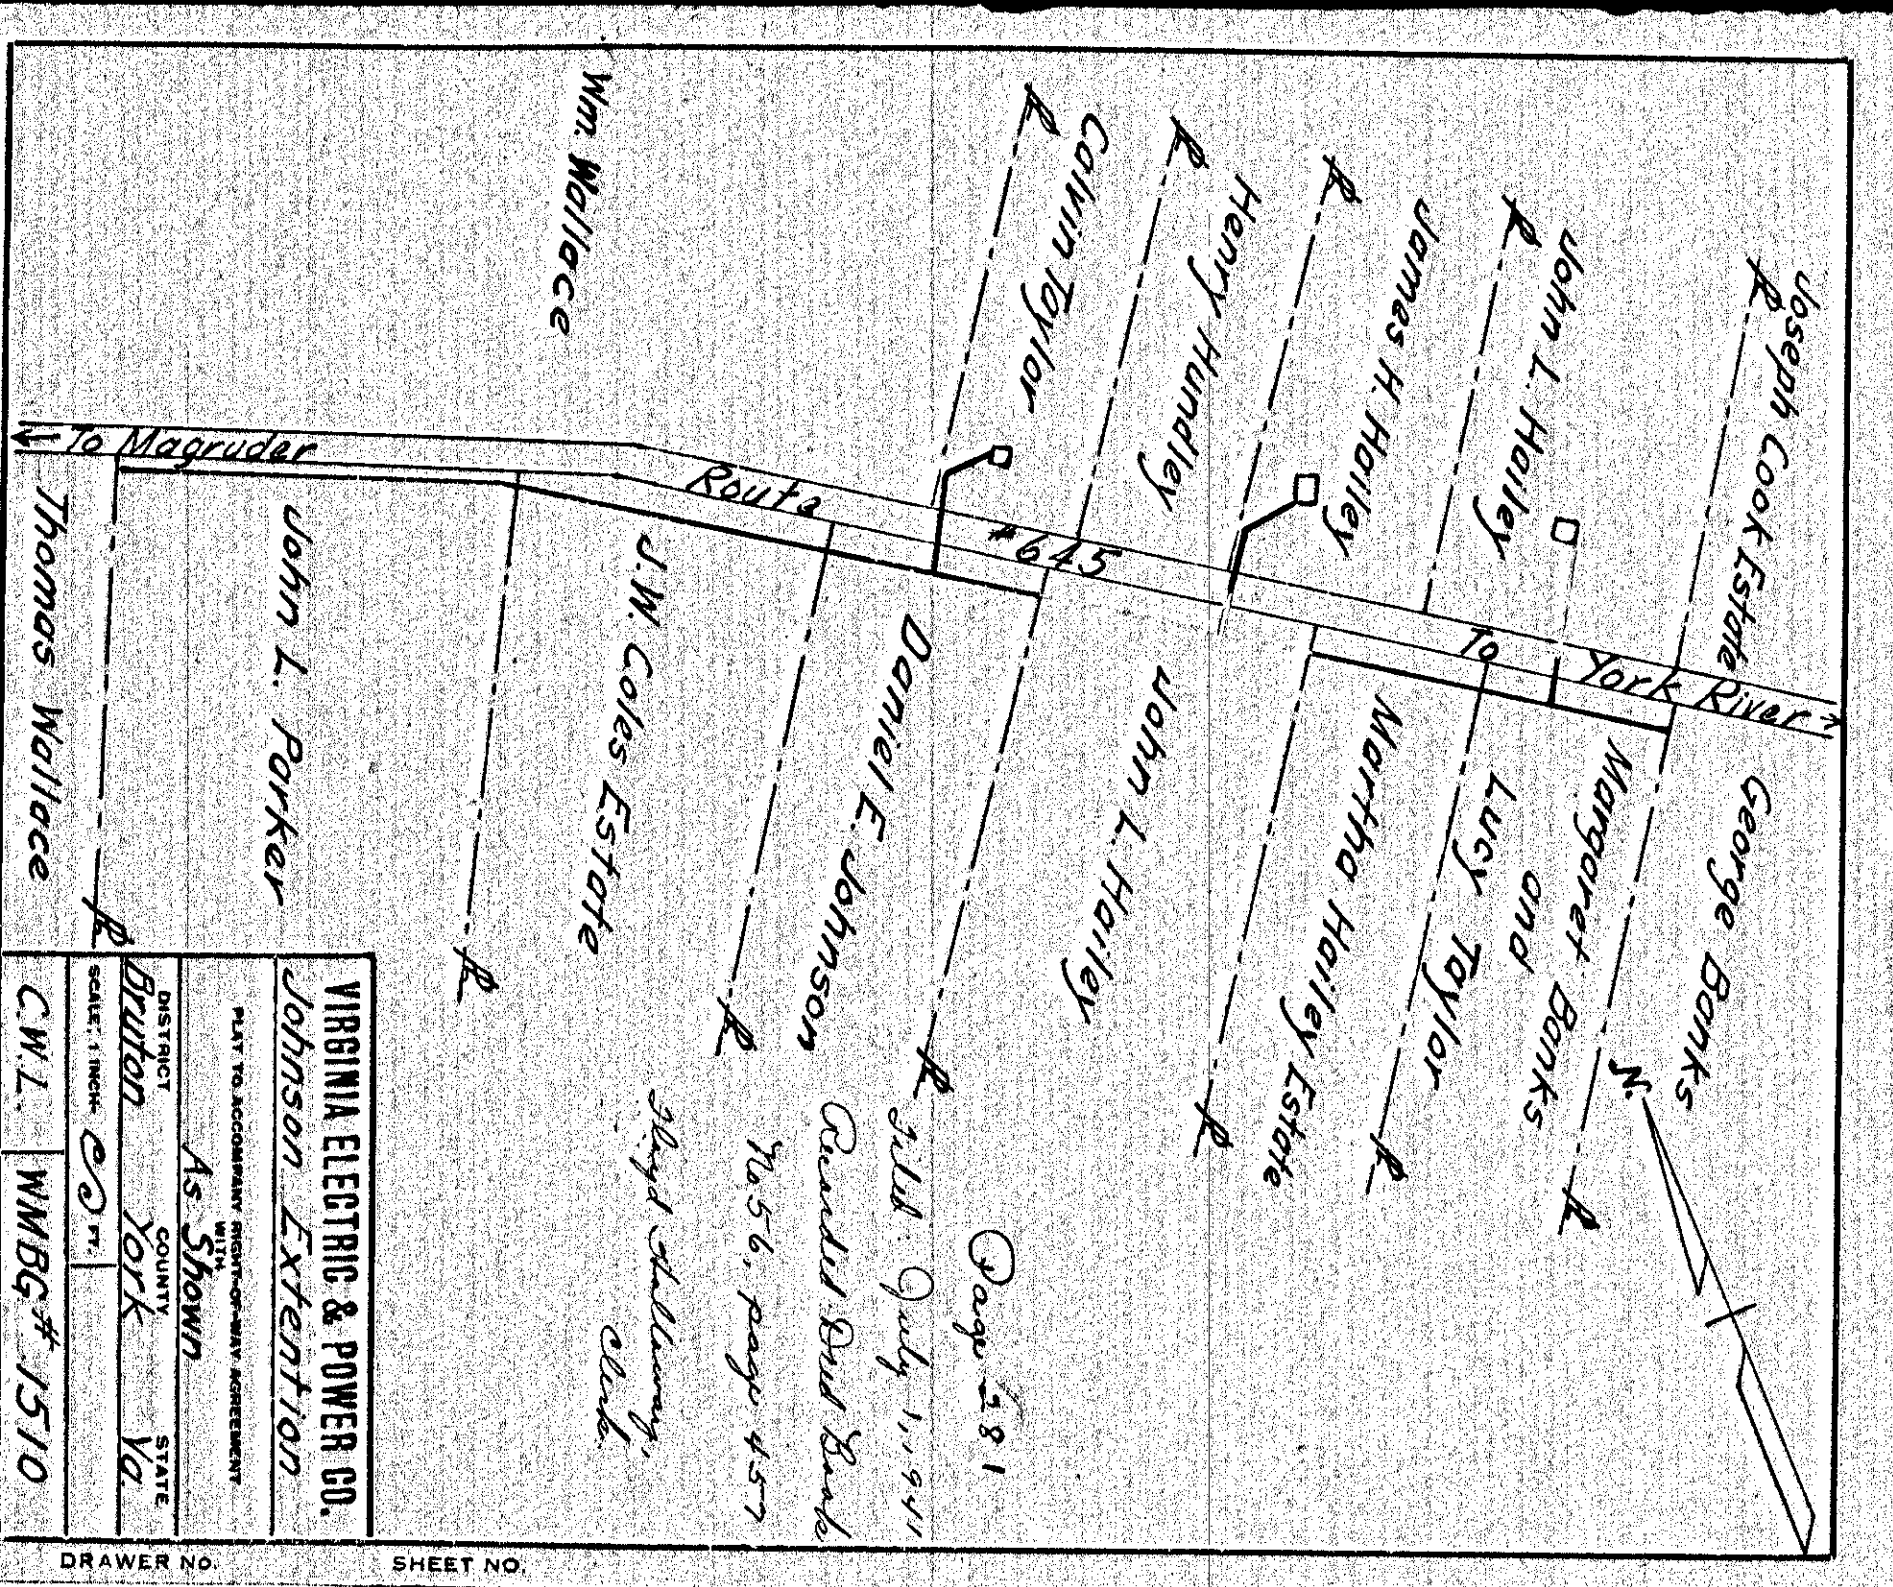 Wm. Wallace
Calvin Taylor
Henry Hundley
James H. Hailey
John L. Hailey
Joseph Cook Estate
To Magruder
Route
#645
To
York River
Thomas Wallace
John L. Parker
J.W. Coles Estate
Daniel E. Johnson
John L. Hailey
Martha Hailey Estate
Lucy Taylor
and
Margaret Banks
George Banks
N.
Page 381
Filed July 1, 1941
Recorded Deed Book
No 56, page 457
Floyd Holloway,
Clerk.
VIRGINIA ELECTRIC & POWER CO.
Johnson Extention
PLAT TO ACCOMPANY RIGHT-OF-WAY AGREEMENT
WITH
As Shown
DISTRICT COUNTY STATE
Bruton York Va.
SCALE: 1 INCH FT.
C.W.L. WMBG# 1510
DRAWER NO. SHEET NO.